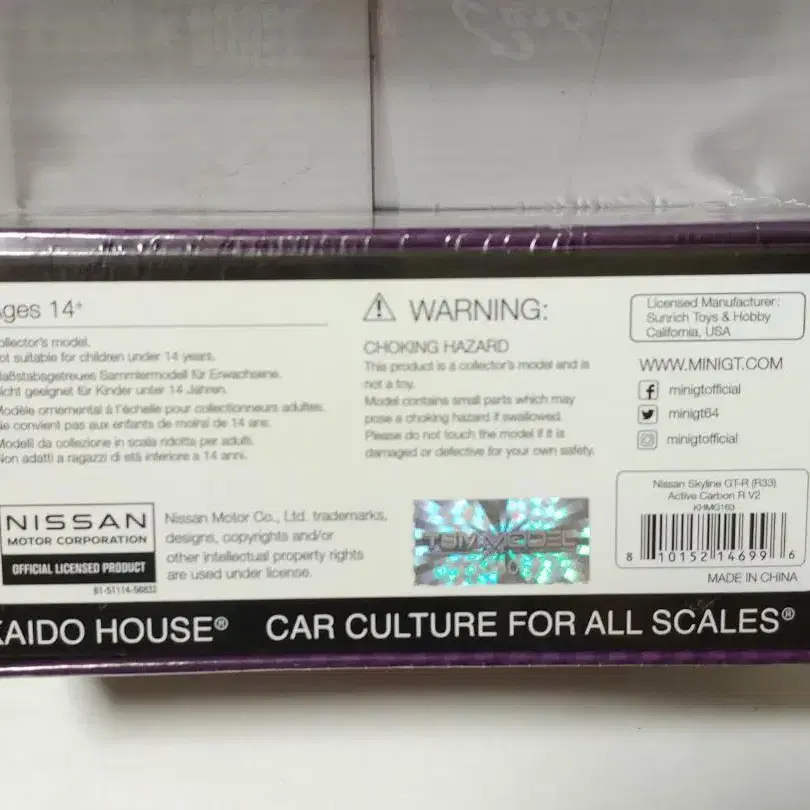 Ages 14+
ollector's model.
ot suitable for children under 14 years.
aßstabsgetreues Sammlermodell für Erwachsene.
icht geeignet für Kinder unter 14 Jahren.
Modèle ornemental à l'échelle pour collectionneurs adultes.
Ne convient pas aux enfants de moins de 14 ans.
Modelli da collezione in scala ridotta per adulti.
Non adatti a ragazzi di età inferiore a 14 anni.
WARNING:
CHOKING HAZARD
This product is a collector's model and is
not a toy.
Model contains small parts which may
pose a choking hazard if swallowed.
Please do not touch the model if it is
damaged or defective for your own safety.
Licensed Manufacturer:
Sunrich Toys & Hobby
California, USA
WWW.MINIGT.COM
minigtofficial
minigt64
minigtofficial
NISSAN
MOTOR CORPORATION
OFFICIAL LICENSED PRODUCT
Nissan Motor Co., Ltd. trademarks,
designs, copyrights and/or
other intellectual property rights
are used under license.
TSM MODEL
Nissan Skyline GT-R (R33)
Active Carbon R V2
KHMG163
8 10152 14699 6
MADE IN CHINA
KAIDO HOUSE® CAR CULTURE FOR ALL SCALES®